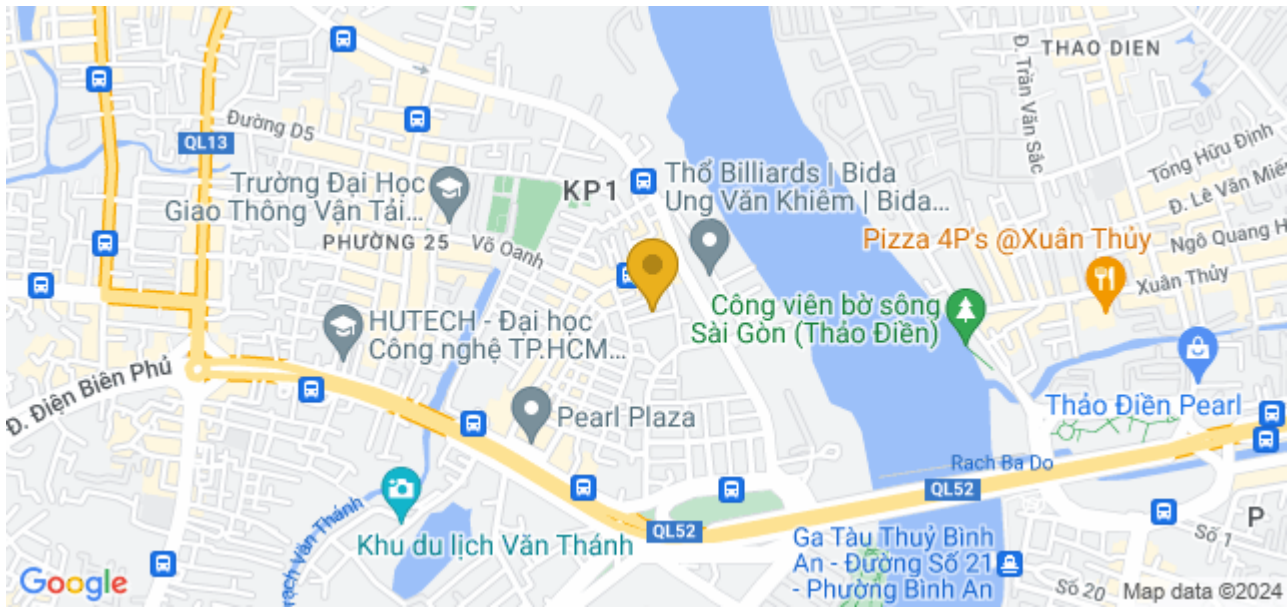 THAO DIEN
Đ. Trần Văn Sắc
Đường D5
QL13
Tống Hữu Định
Đ. Lê Văn Miế
Ngô Quang H
Xuân Thủy
Trường Đại Học
Giao Thông Vận Tải...
KP1
Thổ Billiards | Bida
Ung Văn Khiêm | Bida...
PHƯỜNG 25
Võ Oanh
Pizza 4P's @Xuân Thủy
Công viên bờ sông
Sài Gòn (Thảo Điền)
HUTECH - Đại học
Công nghệ TP.HCM...
Đ. Điện Biên Phủ
Pearl Plaza
Thảo Điền Pearl
Rach Ba Do
QL52
QL52
Khu du lịch Văn Thánh
rạch Văn Thánh
Ga Tàu Thuỷ Bình
An - Đường Số 21
- Phường Bình An
P
Số 1
Số 20
Google
Map data ©2024